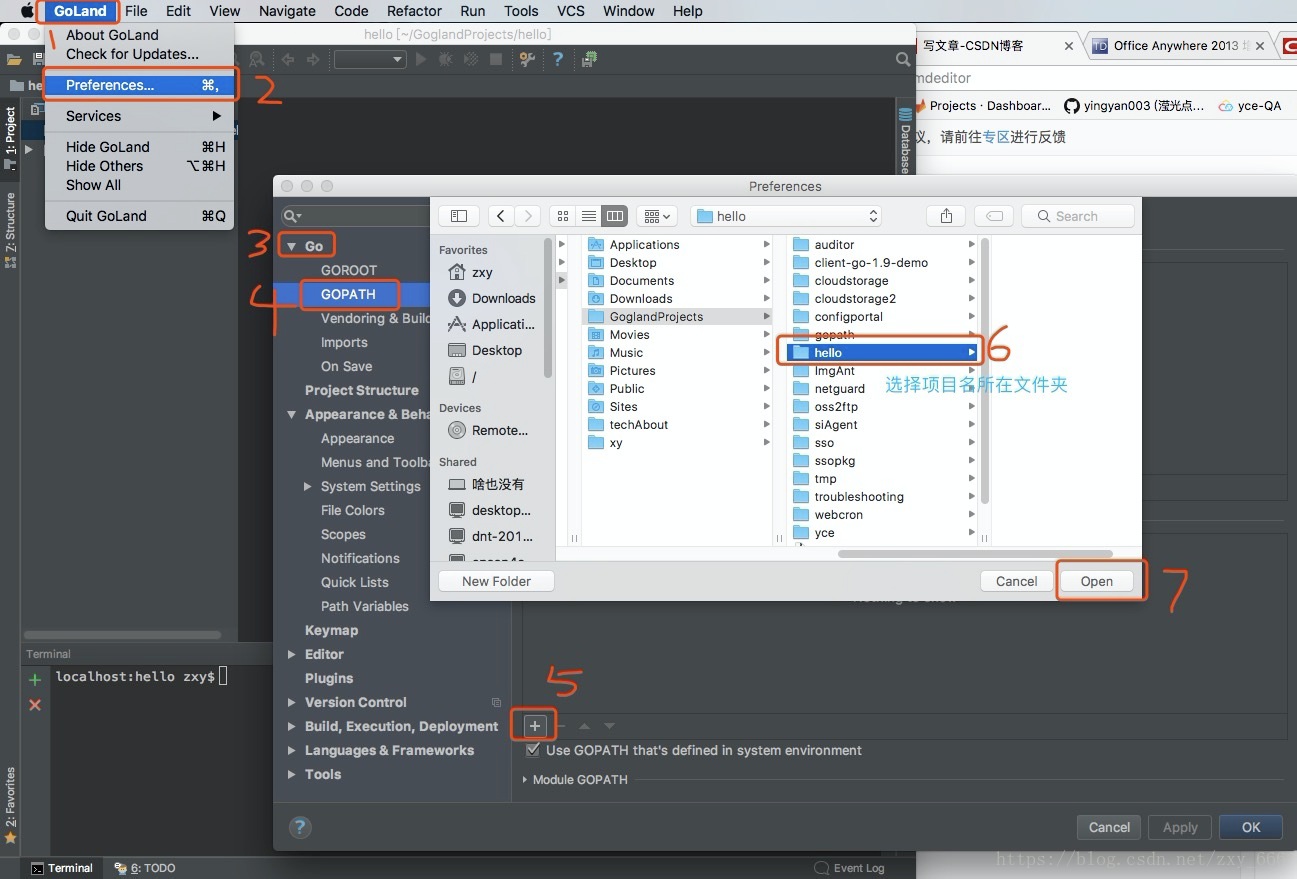 GoLand File Edit View Navigate Code Refactor Run Tools VCS Window Help
1
About GoLand
Check for Updates...
Preferences... ⌘,
2
Services
Hide GoLand ⌘H
Hide Others ⌥⌘H
Show All
Quit GoLand ⌘Q
hello [~/GoglandProjects/hello]
写文章-CSDN博客
Office Anywhere 2013
mdeditor
Projects · Dashboar...
yingyan003 (滢光点...
yce-QA
议，请前往专区进行反馈
1: Project
7: Structure
2: Favorites
Database
Preferences
3
Go
GOROOT
4
GOPATH
Vendoring & Build
Imports
On Save
Project Structure
Appearance & Beha
Appearance
Menus and Toolba
System Settings
File Colors
Scopes
Notifications
Quick Lists
Path Variables
Keymap
Editor
Plugins
Version Control
Build, Execution, Deployment
Languages & Frameworks
Tools
hello
Search
Favorites
zxy
Downloads
Applicati...
Desktop
/
Devices
Remote...
Shared
啥也没有
desktop...
dnt-201...
Applications
Desktop
Documents
Downloads
GoglandProjects
Movies
Music
Pictures
Public
Sites
techAbout
xy
auditor
client-go-1.9-demo
cloudstorage
cloudstorage2
configportal
gopath
hello
6
ImgAnt
选择项目名所在文件夹
netguard
oss2ftp
siAgent
sso
ssopkg
tmp
troubleshooting
webcron
yce
New Folder
Cancel
Open
7
Nothing to show
5
+
Use GOPATH that's defined in system environment
Module GOPATH
?
Cancel
Apply
OK
Terminal
localhost:hello zxy$
Terminal
6: TODO
Event Log
https://blog.csdn.net/zxy_666